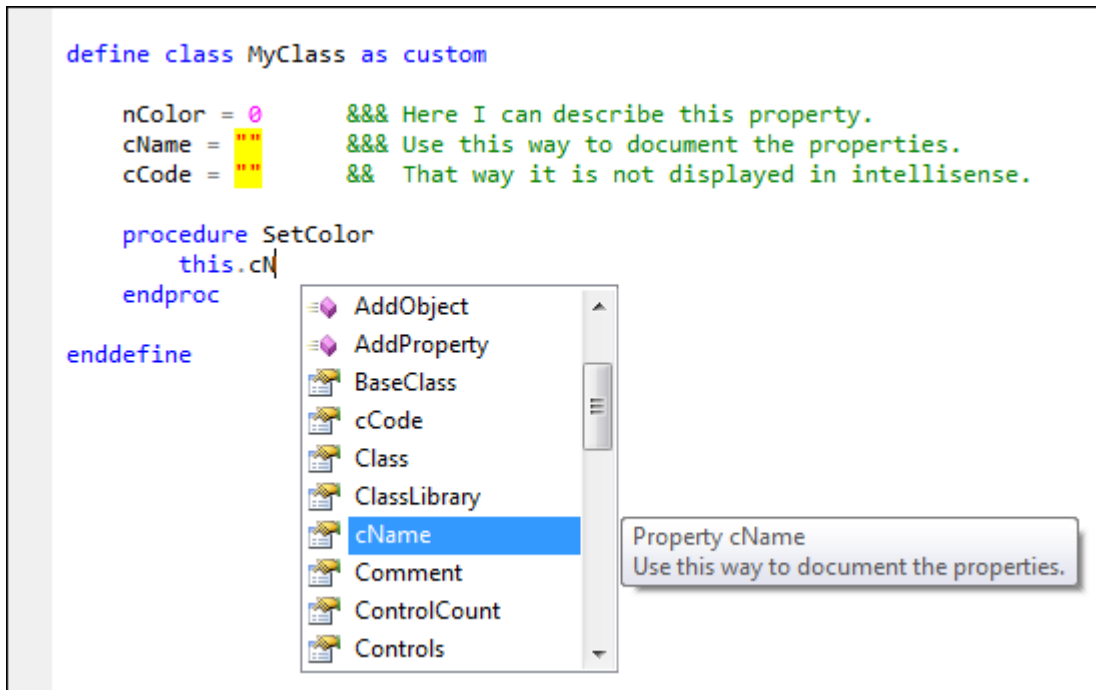 define class MyClass as custom
nColor = 0 &&& Here I can describe this property.
cName = "" &&& Use this way to document the properties.
cCode = "" && That way it is not displayed in intellisense.
procedure SetColor
this.cN
endproc
enddefine
AddObject
AddProperty
BaseClass
cCode
Class
ClassLibrary
cName
Comment
ControlCount
Controls
Property cName
Use this way to document the properties.